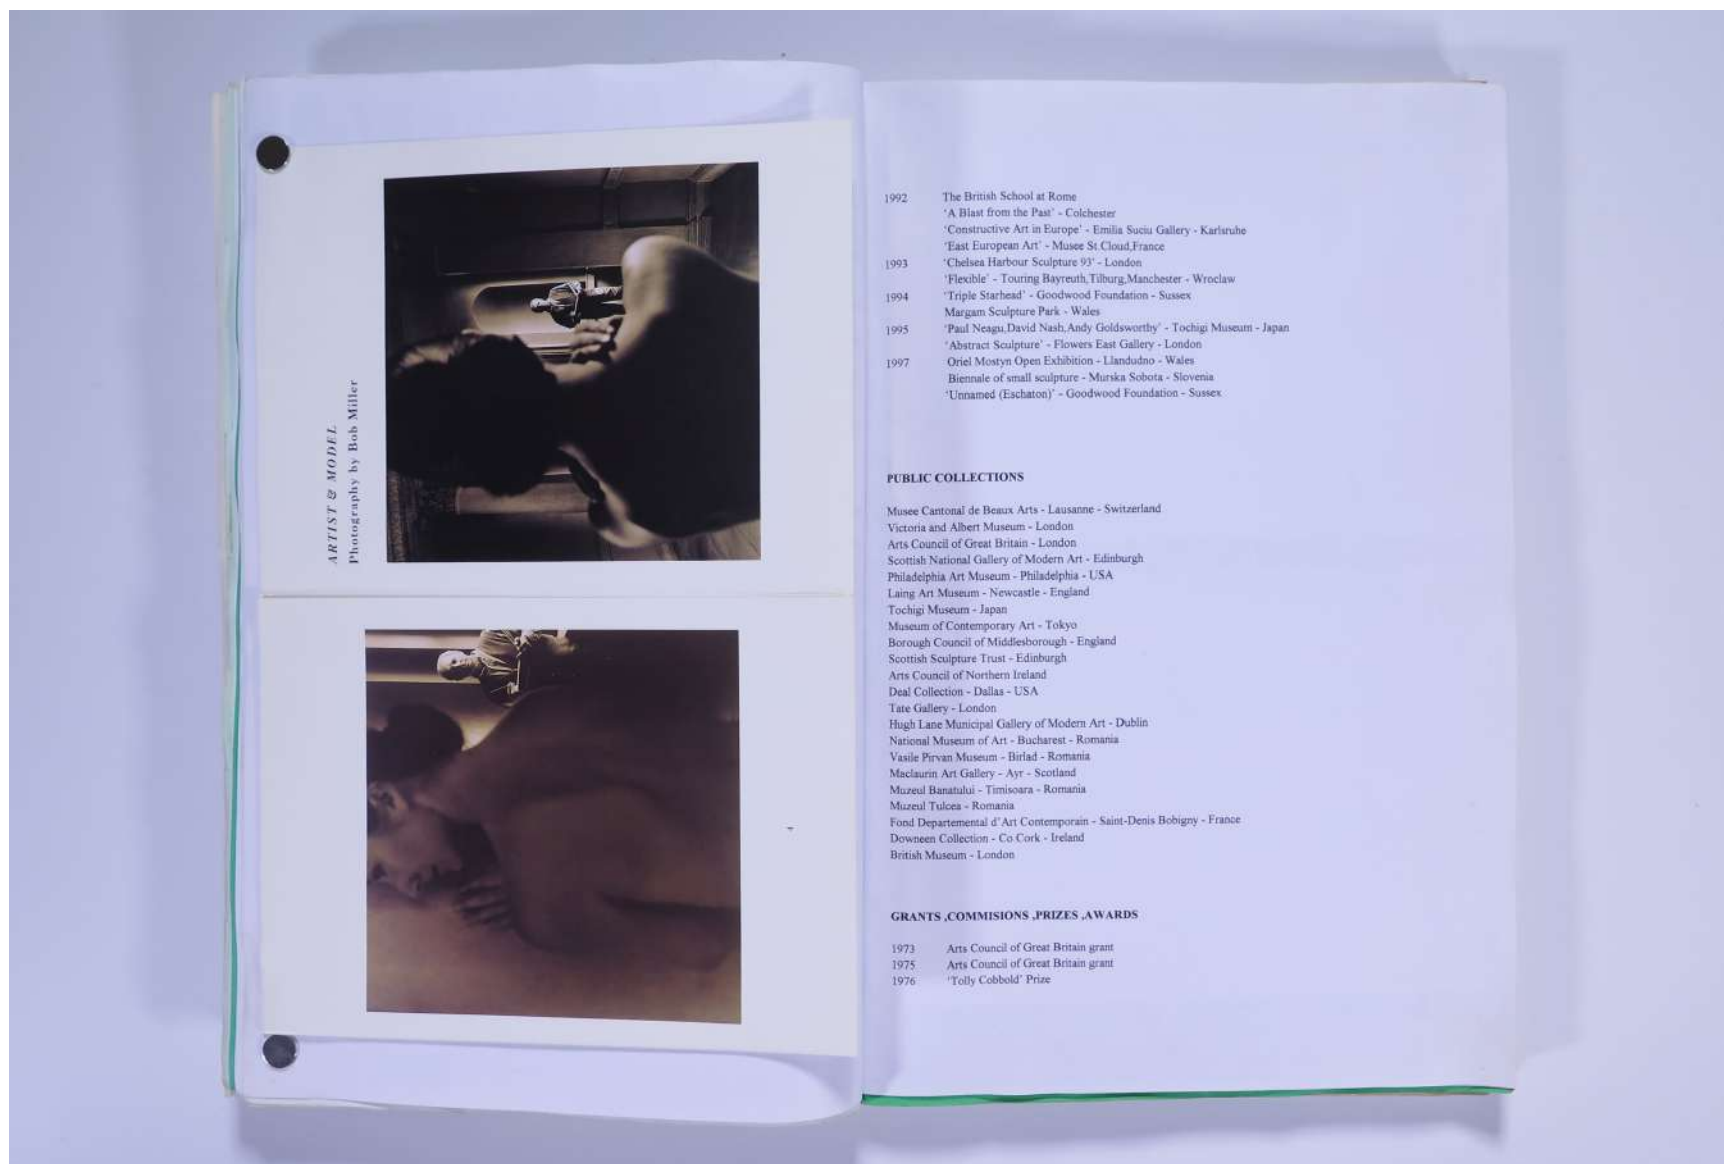 ARTIST & MODEL
Photography by Bob Miller
1992 The British School at Rome
'A Blast from the Past' - Colchester
'Constructive Art in Europe' - Emilia Suciu Gallery - Karlsruhe
'East European Art' - Musee St.Cloud,France
1993 'Chelsea Harbour Sculpture 93' - London
'Flexible' - Touring Bayreuth,Tilburg,Manchester - Wroclaw
1994 'Triple Starhead' - Goodwood Foundation - Sussex
Margam Sculpture Park - Wales
1995 'Paul Neagu,David Nash,Andy Goldsworthy' - Tochigi Museum - Japan
'Abstract Sculpture' - Flowers East Gallery - London
1997 Oriel Mostyn Open Exhibition - Llandudno - Wales
Biennale of small sculpture - Murska Sobota - Slovenia
'Unnamed (Eschaton)' - Goodwood Foundation - Sussex
PUBLIC COLLECTIONS
Musee Cantonal de Beaux Arts - Lausanne - Switzerland
Victoria and Albert Museum - London
Arts Council of Great Britain - London
Scottish National Gallery of Modern Art - Edinburgh
Philadelphia Art Museum - Philadelphia - USA
Laing Art Museum - Newcastle - England
Tochigi Museum - Japan
Museum of Contemporary Art - Tokyo
Borough Council of Middlesborough - England
Scottish Sculpture Trust - Edinburgh
Arts Council of Northern Ireland
Deal Collection - Dallas - USA
Tate Gallery - London
Hugh Lane Municipal Gallery of Modern Art - Dublin
National Museum of Art - Bucharest - Romania
Vasile Pirvan Museum - Birlad - Romania
Maclaurin Art Gallery - Ayr - Scotland
Muzeul Banatului - Timisoara - Romania
Muzeul Tulcea - Romania
Fond Departemental d'Art Contemporain - Saint-Denis Bobigny - France
Downeen Collection - Co Cork - Ireland
British Museum - London
GRANTS ,COMMISIONS ,PRIZES ,AWARDS
1973 Arts Council of Great Britain grant
1975 Arts Council of Great Britain grant
1976 'Tolly Cobbold' Prize